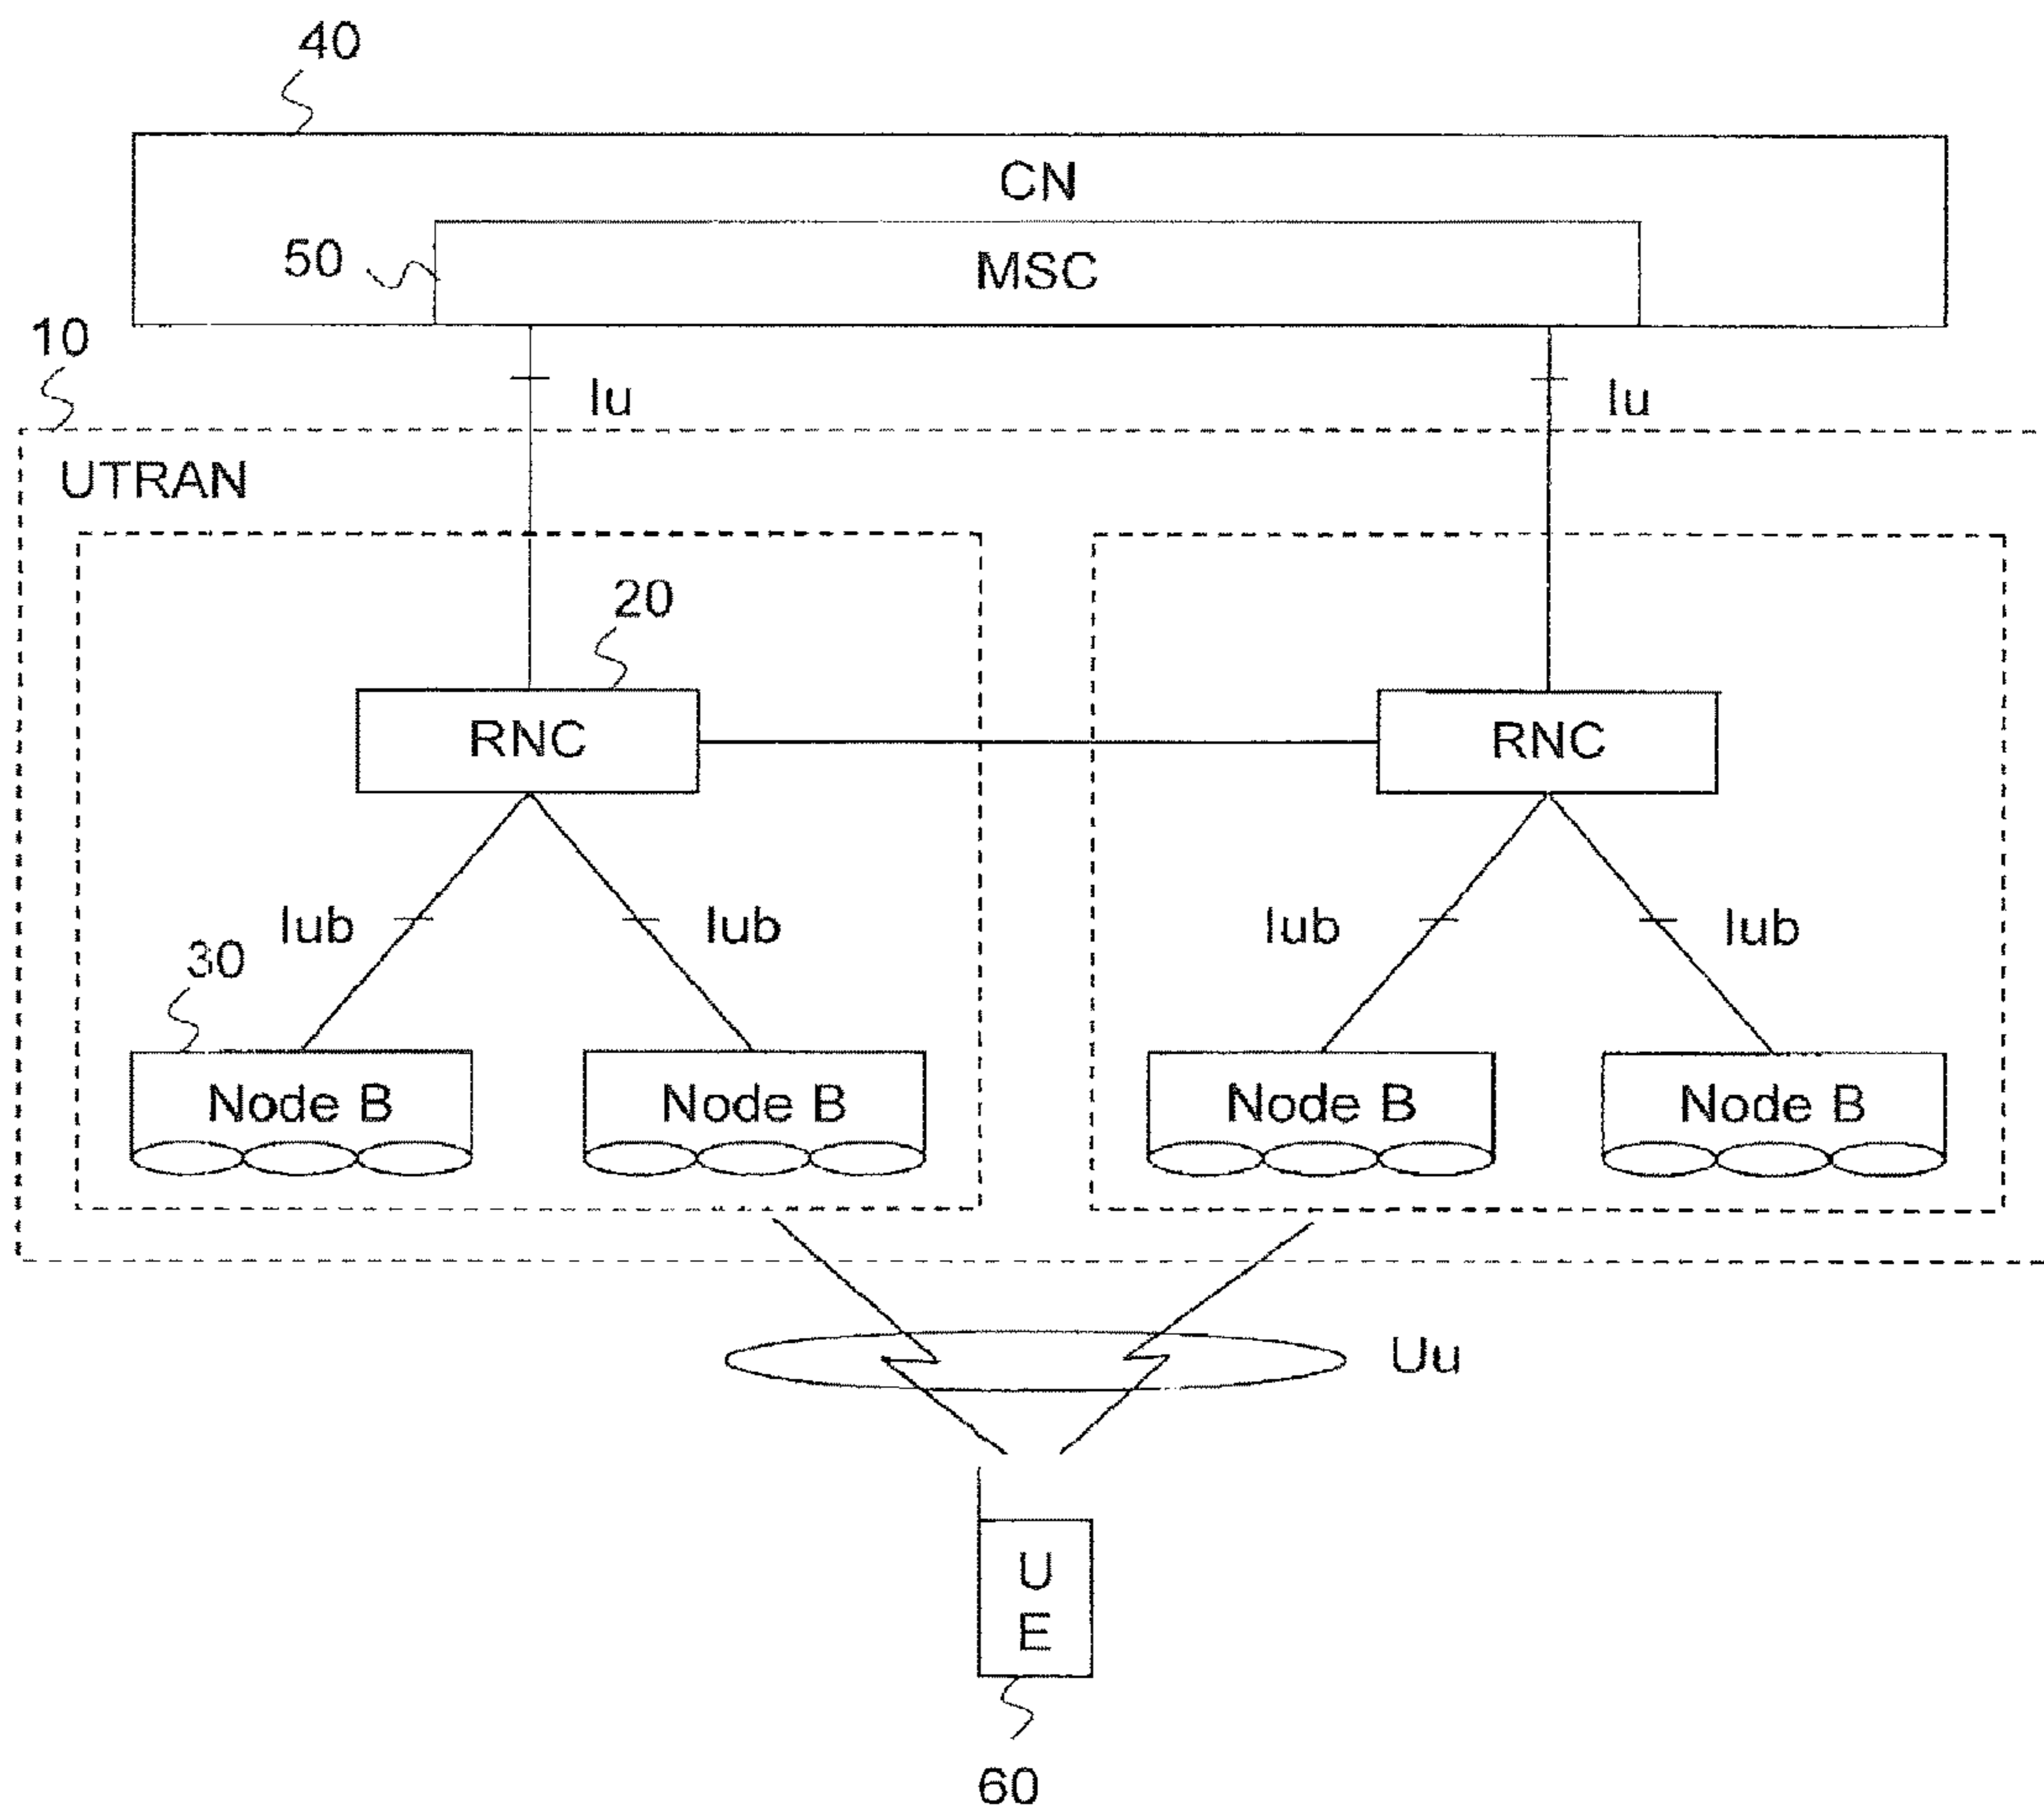 40
CN
50
MSC
10
Iu
Iu
UTRAN
20
RNC
RNC
Iub
Iub
Iub
Iub
30
Node B
Node B
Node B
Node B
Uu
U
E
60